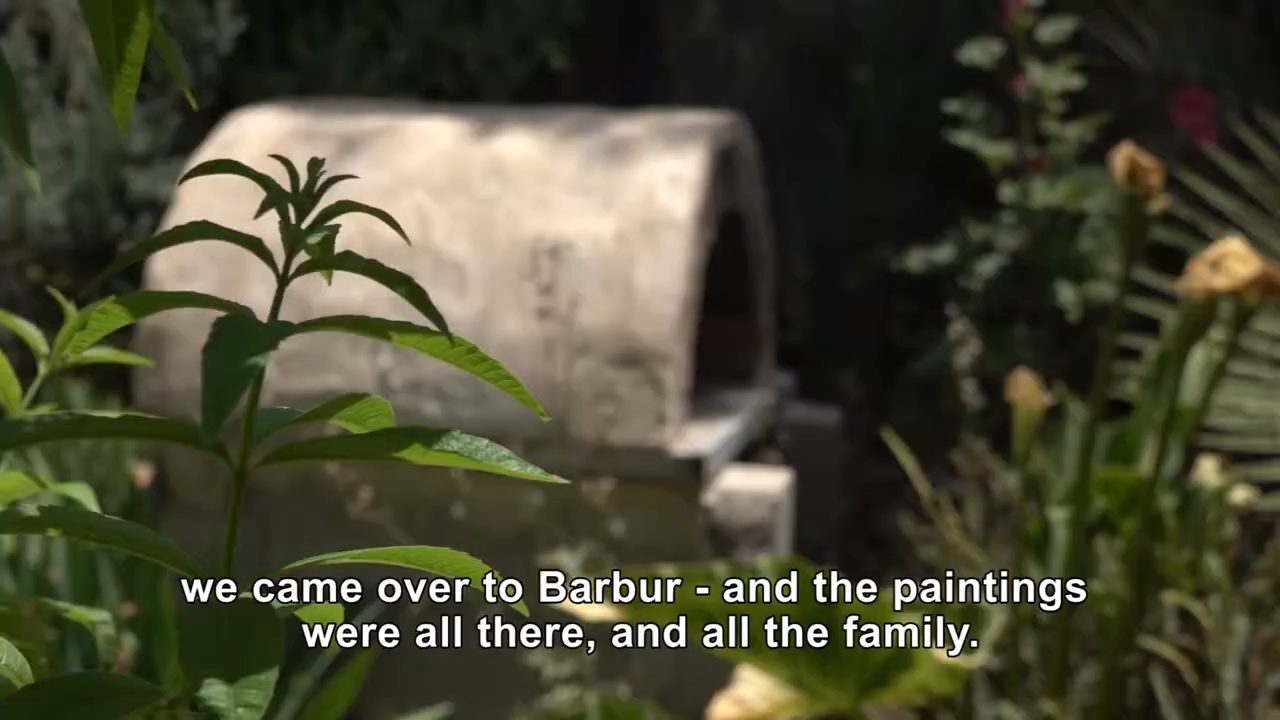 we came over to Barbur - and the paintings
were all there, and all the family.